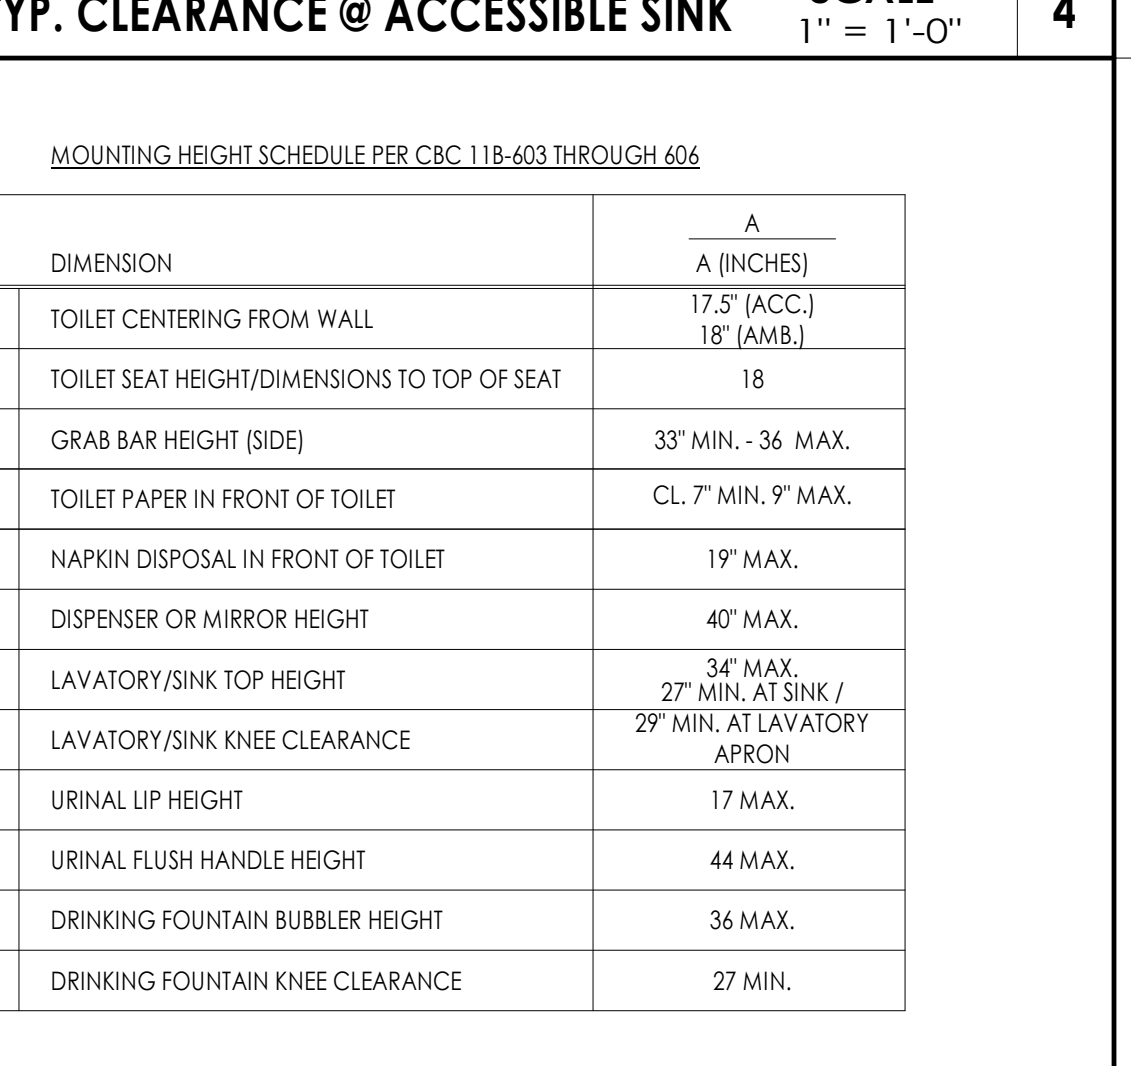 YP. CLEARANCE @ ACCESSIBLE SINK
1" = 1'-0"
4
MOUNTING HEIGHT SCHEDULE PER CBC 11B-603 THROUGH 606
A
DIMENSION A (INCHES)
TOILET CENTERING FROM WALL 17.5" (ACC.)
18" (AMB.)
TOILET SEAT HEIGHT/DIMENSIONS TO TOP OF SEAT 18
GRAB BAR HEIGHT (SIDE) 33" MIN. - 36 MAX.
TOILET PAPER IN FRONT OF TOILET CL. 7" MIN. 9" MAX.
NAPKIN DISPOSAL IN FRONT OF TOILET 19" MAX.
DISPENSER OR MIRROR HEIGHT 40" MAX.
LAVATORY/SINK TOP HEIGHT 34" MAX.
27" MIN. AT SINK /
LAVATORY/SINK KNEE CLEARANCE 29" MIN. AT LAVATORY
APRON
URINAL LIP HEIGHT 17 MAX.
URINAL FLUSH HANDLE HEIGHT 44 MAX.
DRINKING FOUNTAIN BUBBLER HEIGHT 36 MAX.
DRINKING FOUNTAIN KNEE CLEARANCE 27 MIN.